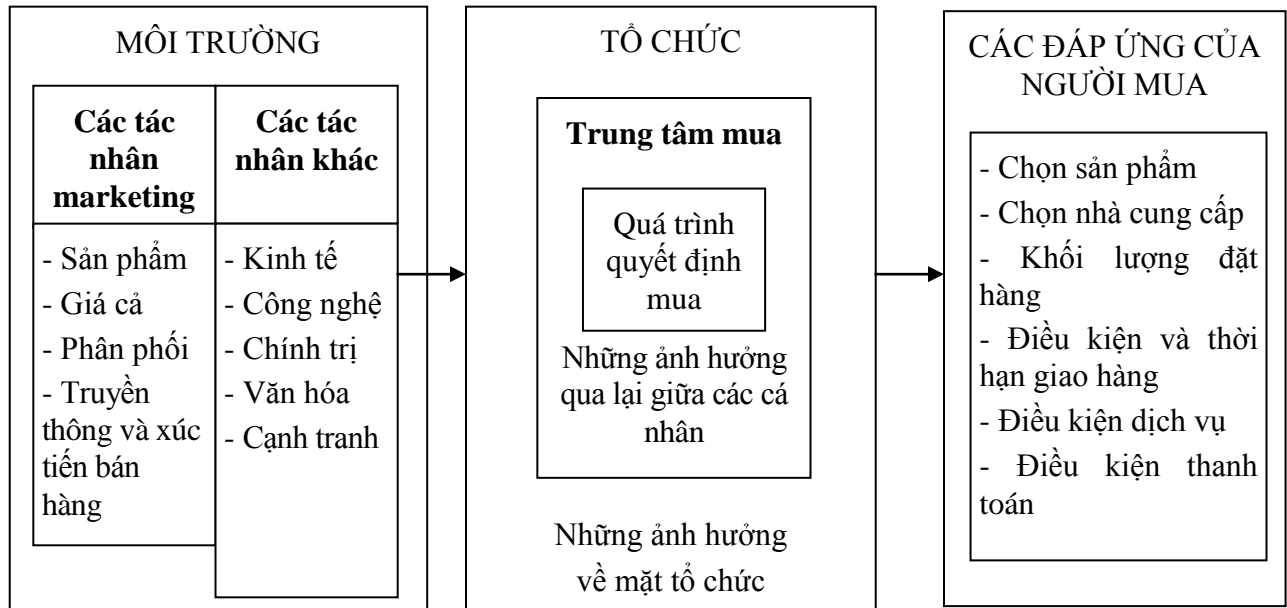 MÔI TRƯỜNG
Các tác
nhân
marketing
Các tác
nhân khác
- Sản phẩm
- Giá cả
- Phân phối
- Truyền
thông và xúc
tiến bán
hàng
- Kinh tế
- Công nghệ
- Chính trị
- Văn hóa
- Cạnh tranh
TỔ CHỨC
Trung tâm mua
Quá trình
quyết định
mua
Những ảnh hưởng
qua lại giữa các cá
nhân
Những ảnh hưởng
về mặt tổ chức
CÁC ĐÁP ỨNG CỦA
NGƯỜI MUA
- Chọn sản phẩm
- Chọn nhà cung cấp
- Khối lượng đặt
hàng
- Điều kiện và thời
hạn giao hàng
- Điều kiện dịch vụ
- Điều kiện thanh
toán